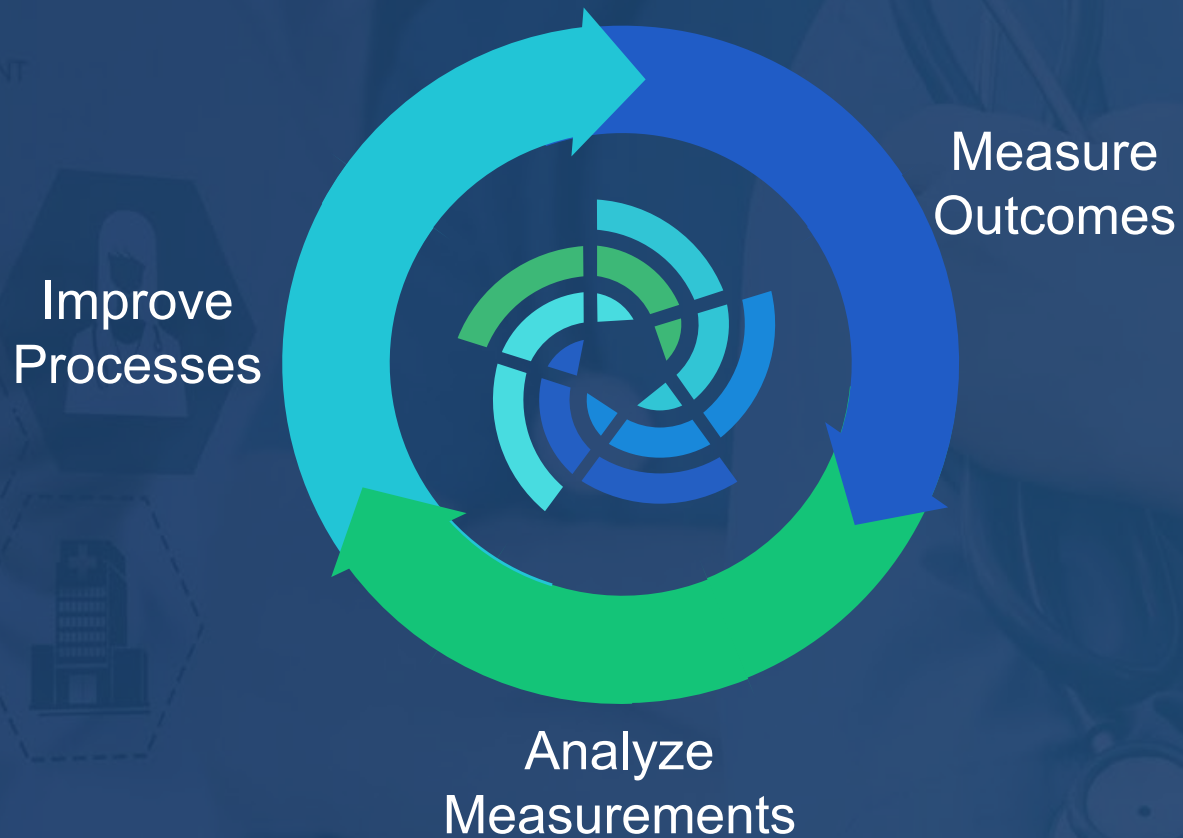 Measure
Outcomes
Improve
Processes
Analyze
Measurements